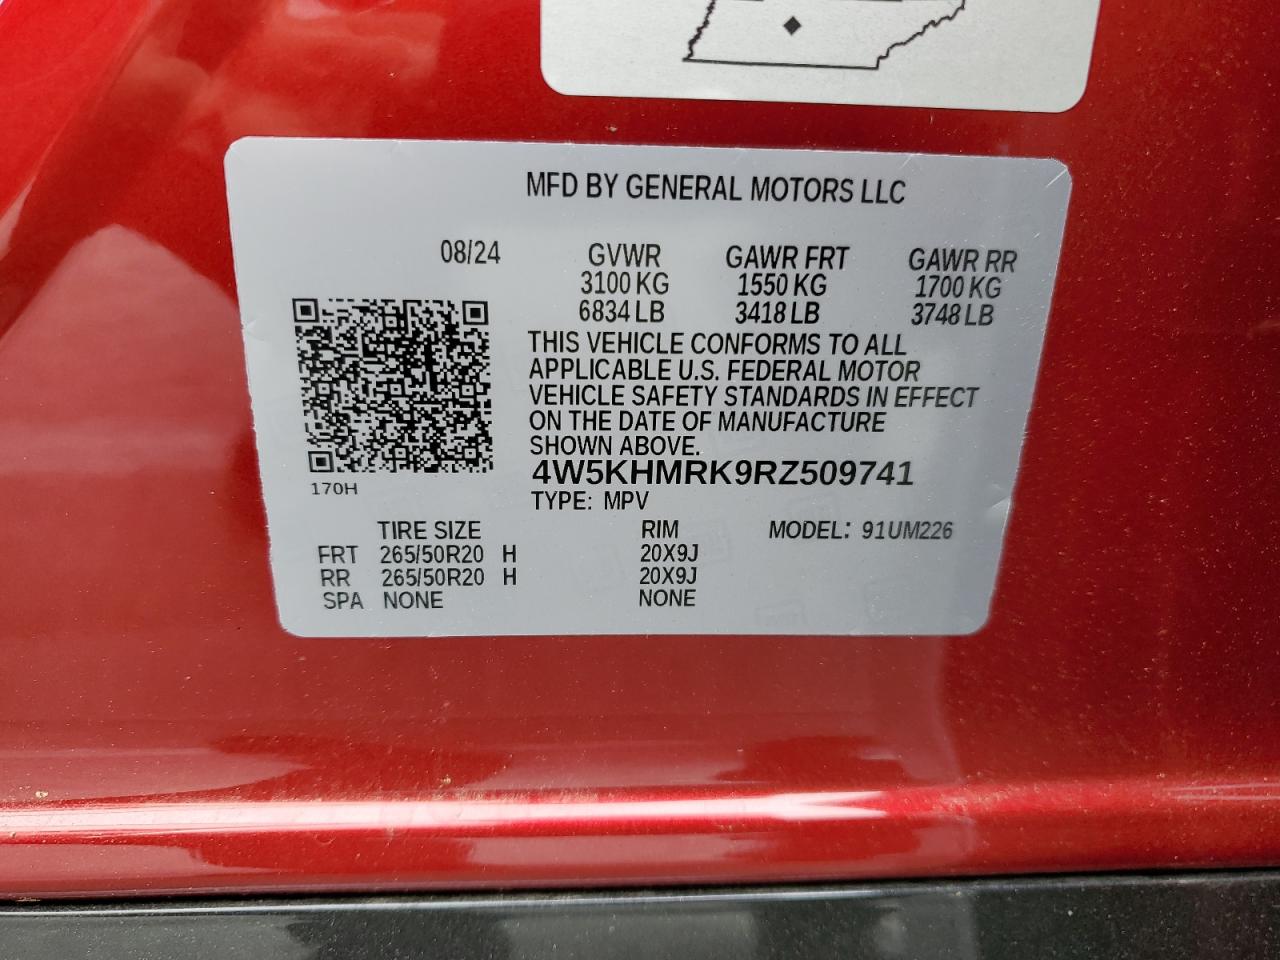 MFD BY GENERAL MOTORS LLC
08/24 GVWR GAWR FRT GAWR RR
3100 KG 1550 KG 1700 KG
6834 LB 3418 LB 3748 LB
THIS VEHICLE CONFORMS TO ALL
APPLICABLE U.S. FEDERAL MOTOR
VEHICLE SAFETY STANDARDS IN EFFECT
ON THE DATE OF MANUFACTURE
SHOWN ABOVE.
4W5KHMRK9RZ509741
170H
TYPE: MPV
TIRE SIZE RIM MODEL: 91UM226
FRT 265/50R20 H 20X9J
RR 265/50R20 H 20X9J
SPA NONE NONE